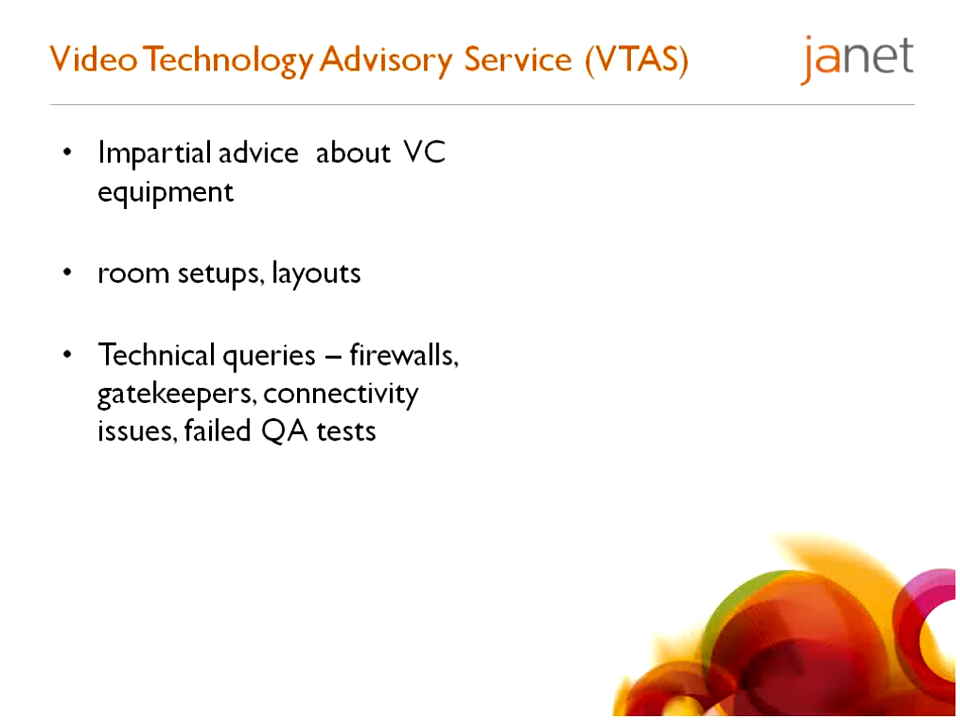 Video Technology Advisory Service (VTAS)
janet
• Impartial advice about VC
equipment
• room setups, layouts
• Technical queries – firewalls,
gatekeepers, connectivity
issues, failed QA tests